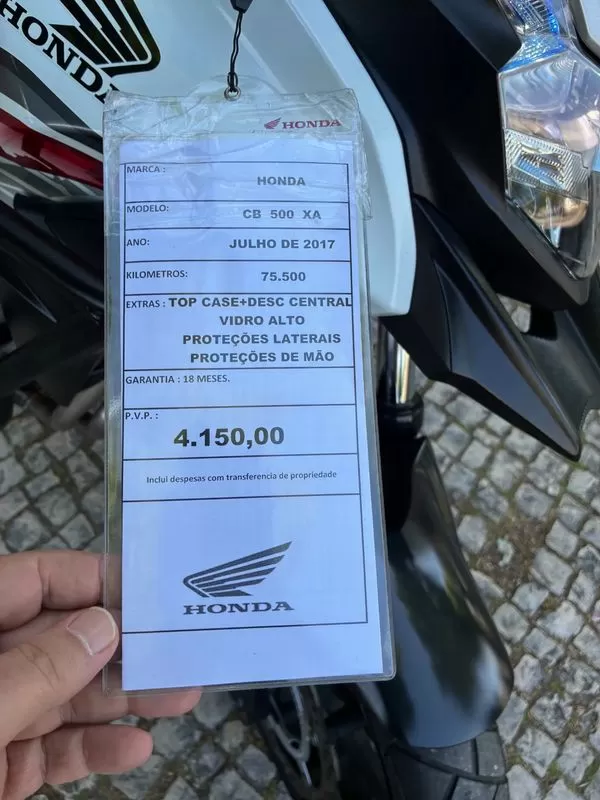 HONDA
HONDA
MARCA : HONDA
MODELO: CB 500 XA
ANO: JULHO DE 2017
KILOMETROS: 75.500
EXTRAS : TOP CASE+DESC CENTRAL
VIDRO ALTO
PROTEÇÕES LATERAIS
PROTEÇÕES DE MÃO
GARANTIA : 18 MESES.
P.V.P. :
4.150,00
Inclui despesas com transferencia de propriedade
HONDA